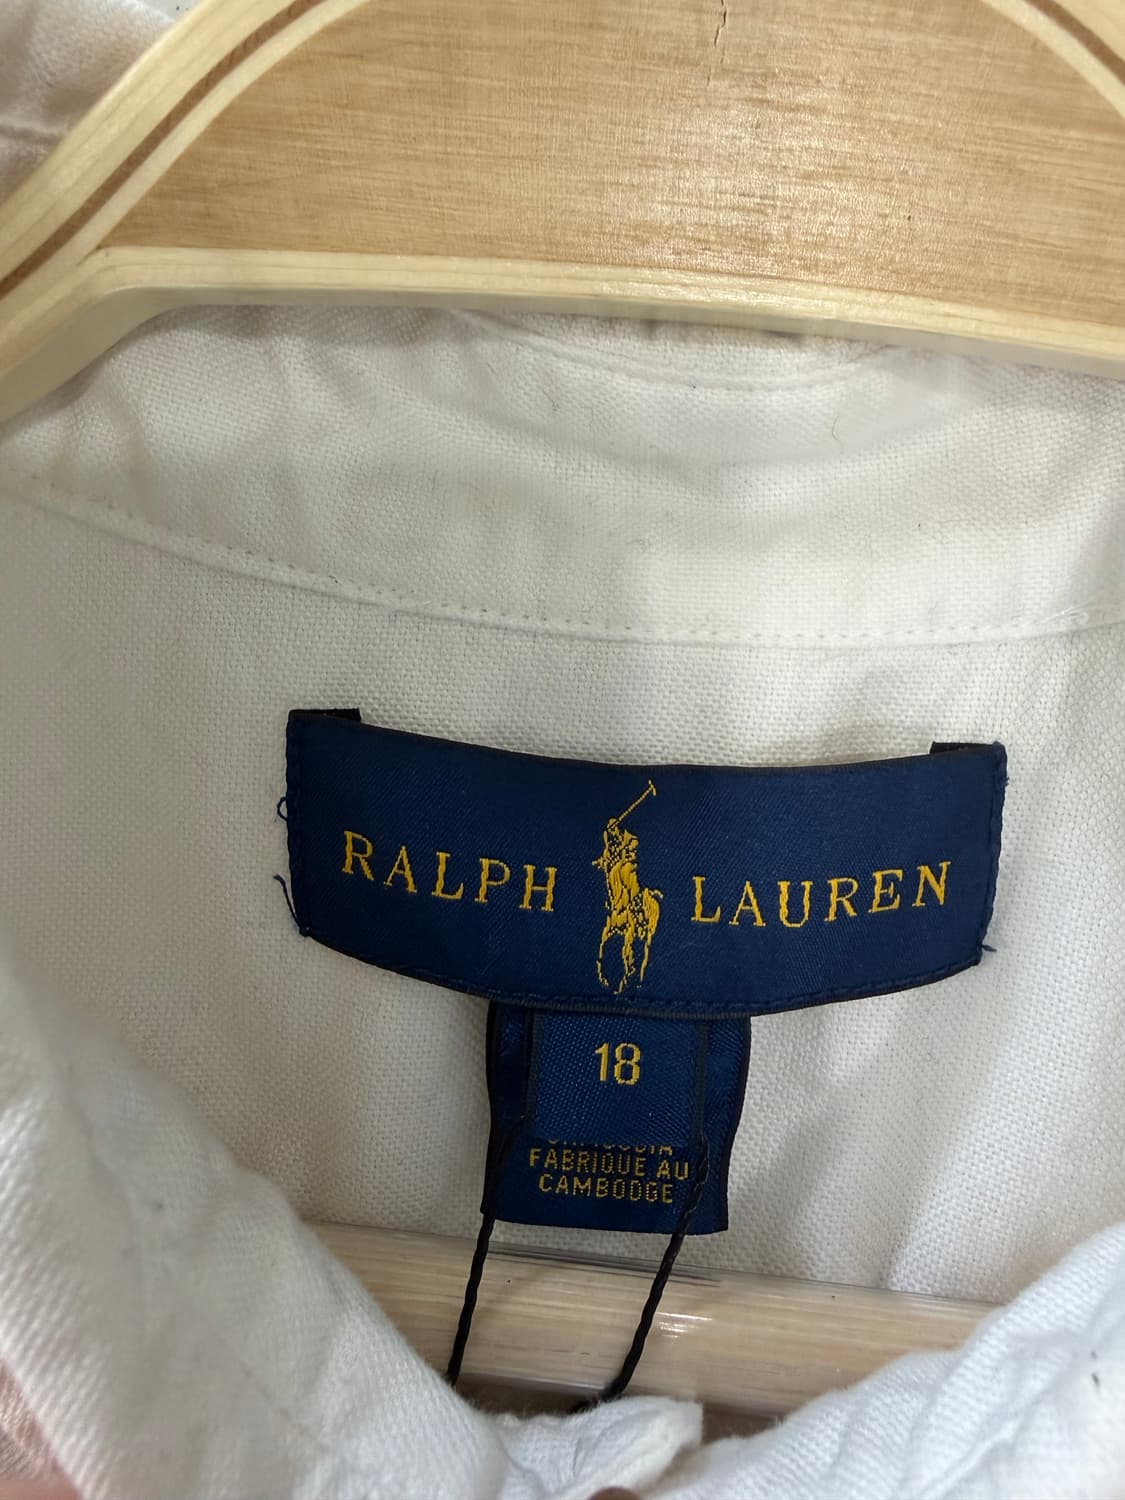 RALPH LAUREN
18
FABRIQUE AU
CAMBODGE